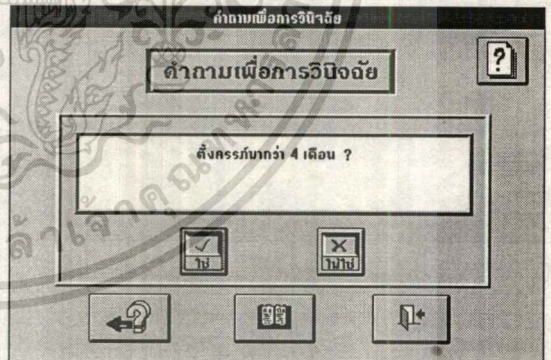 คำถามเพื่อการวินิจฉัย
คำถามเพื่อการวินิจฉัย
?
ตั้งครรภ์มากว่า 4 เดือน ?
ใช่
ไม่ใช่